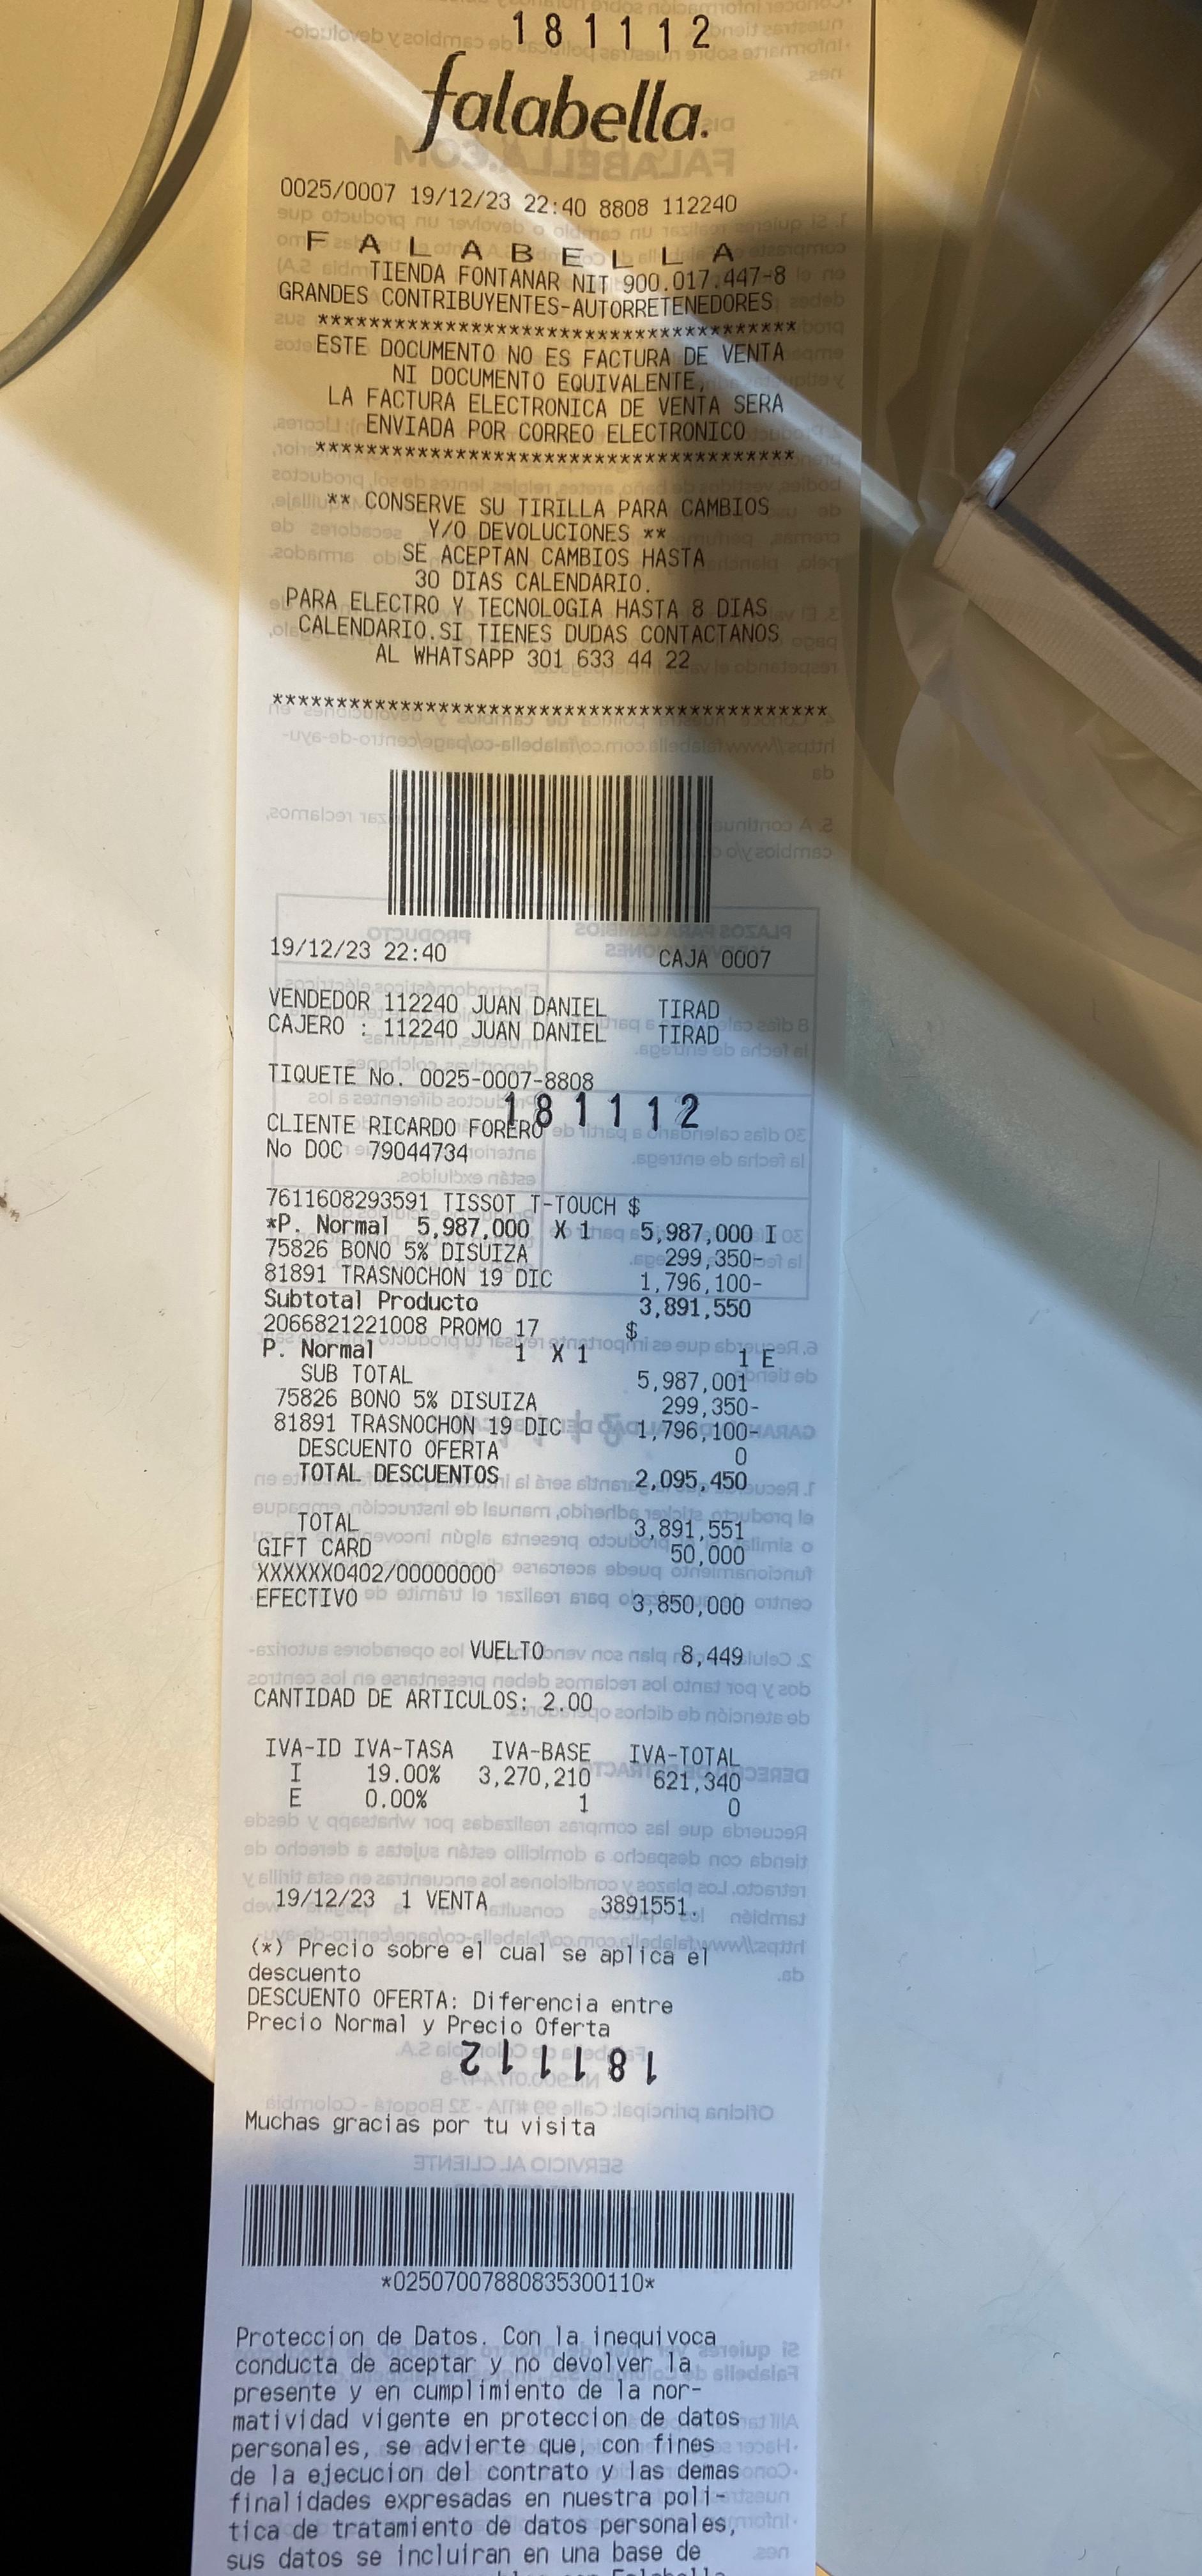 181112
falabella.
0025/0007 19/12/23 22:40 8808 112240
F A L A B E L L A
TIENDA FONTANAR NIT 900.017.447-8
GRANDES CONTRIBUYENTES-AUTORRETENEDORES
*************************************
ESTE DOCUMENTO NO ES FACTURA DE VENTA
NI DOCUMENTO EQUIVALENTE,
LA FACTURA ELECTRONICA DE VENTA SERA
ENVIADA POR CORREO ELECTRONICO
*************************************
** CONSERVE SU TIRILLA PARA CAMBIOS
Y/O DEVOLUCIONES **
SE ACEPTAN CAMBIOS HASTA
30 DIAS CALENDARIO.
PARA ELECTRO Y TECNOLOGIA HASTA 8 DIAS
CALENDARIO.SI TIENES DUDAS CONTACTANOS
AL WHATSAPP 301 633 44 22
*******************************************
19/12/23 22:40 CAJA 0007
VENDEDOR 112240 JUAN DANIEL TIRAD
CAJERO : 112240 JUAN DANIEL TIRAD
TIQUETE No. 0025-0007-8808
181112
CLIENTE RICARDO FORERO
No DOC 79044734
7611608293591 TISSOT T-TOUCH $
*P. Normal 5,987,000 X 1 5,987,000 I
75826 BONO 5% DISUIZA 299,350-
81891 TRASNOCHON 19 DIC 1,796,100-
Subtotal Producto 3,891,550
2066821221008 PROMO 17 $
P. Normal 1 X 1 1 E
SUB TOTAL 5,987,001
75826 BONO 5% DISUIZA 299,350-
81891 TRASNOCHON 19 DIC 1,796,100-
DESCUENTO OFERTA 0
TOTAL DESCUENTOS 2,095,450
TOTAL 3,891,551
GIFT CARD 50,000
XXXXXX0402/00000000
EFECTIVO 3,850,000
VUELTO 8,449
CANTIDAD DE ARTICULOS: 2.00
IVA-ID IVA-TASA IVA-BASE IVA-TOTAL
I 19.00% 3,270,210 621,340
E 0.00% 1 0
19/12/23 1 VENTA 3891551.
(*) Precio sobre el cual se aplica el
descuento
DESCUENTO OFERTA: Diferencia entre
Precio Normal y Precio Oferta
181112
Muchas gracias por tu visita
*02507007880835300110*
Proteccion de Datos. Con la inequivoca
conducta de aceptar y no devolver la
presente y en cumplimiento de la nor-
matividad vigente en proteccion de datos
personales, se advierte que, con fines
de la ejecucion del contrato y las demas
finalidades expresadas en nuestra poli-
tica de tratamiento de datos personales,
sus datos se incluiran en una base de